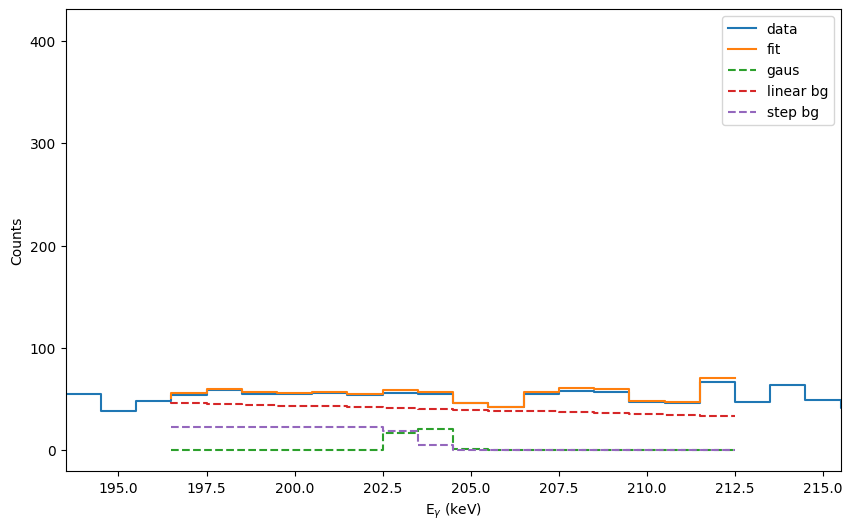 400
300
200
100
0
Counts
data
fit
gaus
linear bg
step bg
195.0 197.5 200.0 202.5 205.0 207.5 210.0 212.5 215.0
Eγ (keV)